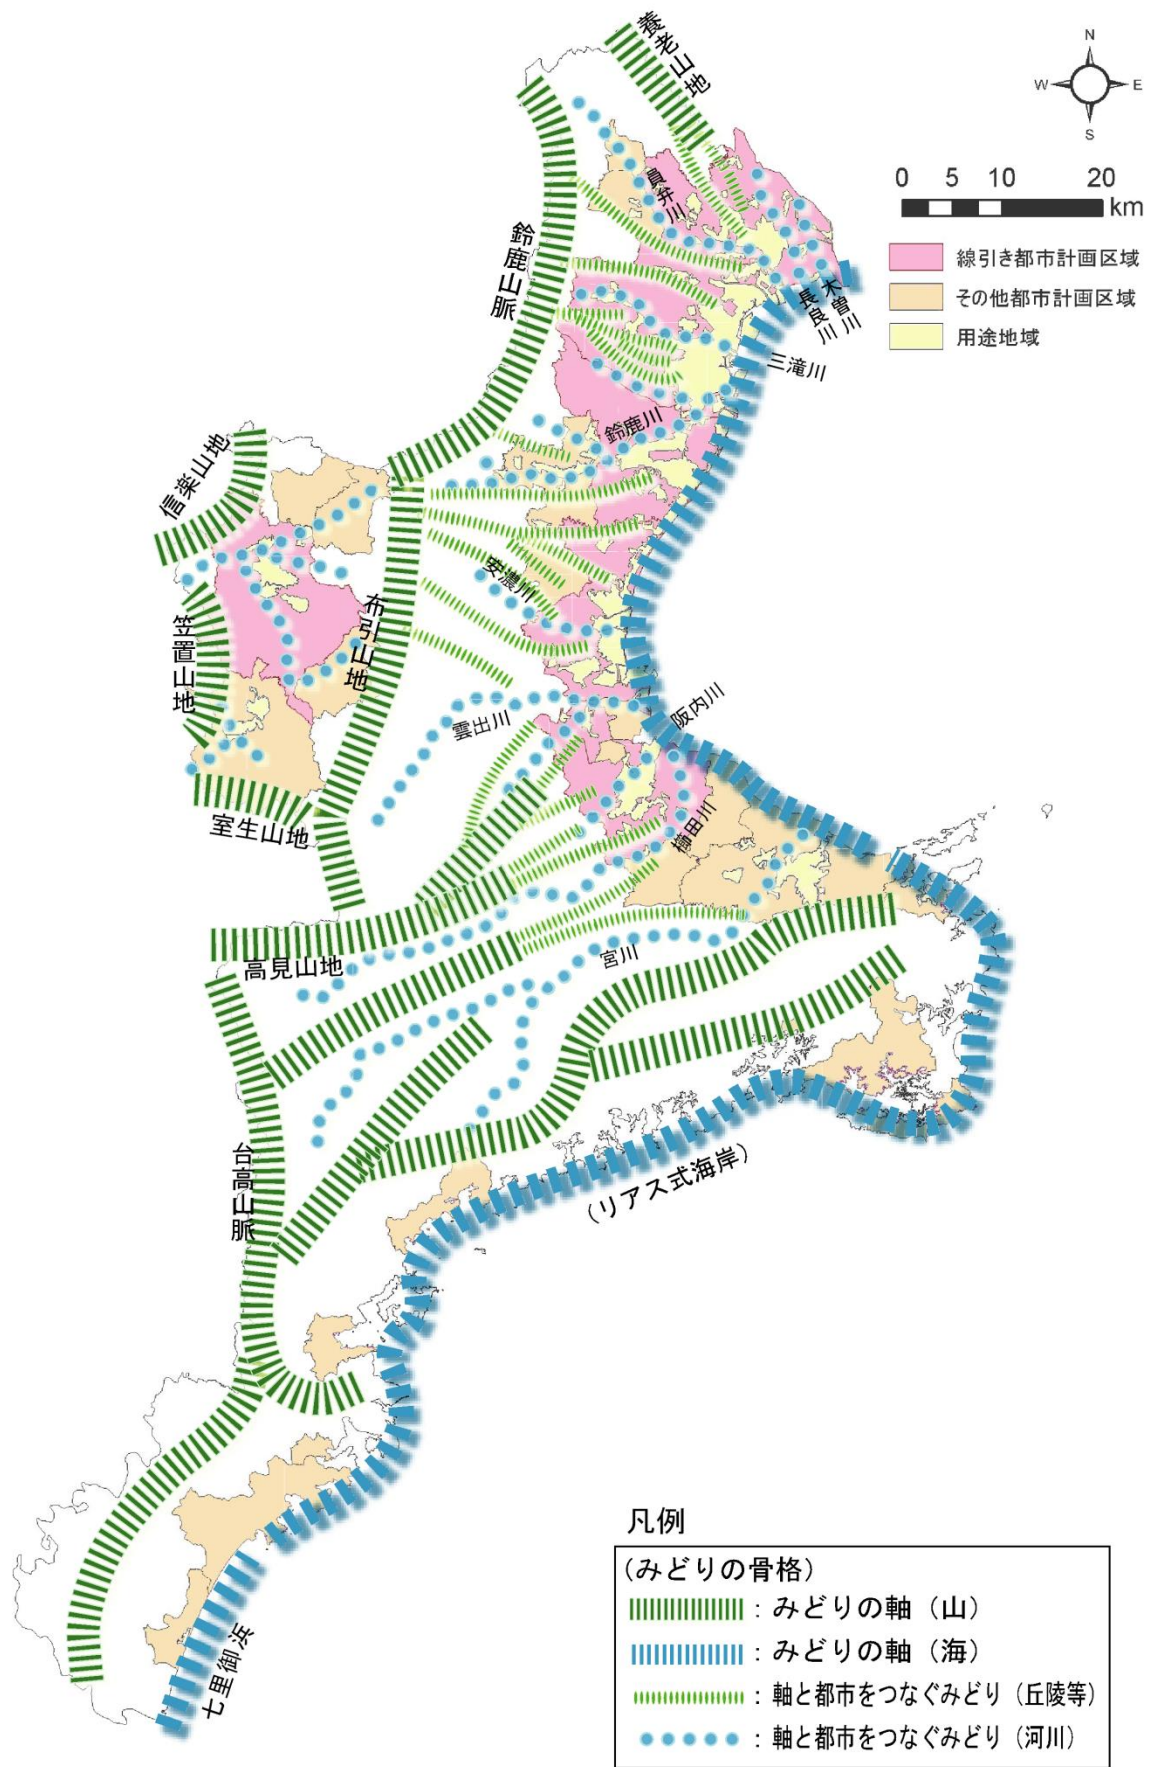 養老山地
N
W
E
S
0 5 10 20
km
線引き都市計画区域
その他都市計画区域
用途地域
員弁川
鈴鹿山脈
木曽川
長良川
三滝川
鈴鹿川
信楽山地
安濃川
布引山地
笠置山地
阪内川
雲出川
櫛田川
室生山地
高見山地
宮川
台高山脈
(リアス式海岸)
七里御浜
凡例
(みどりの骨格)
：みどりの軸（山）
：みどりの軸（海）
：軸と都市をつなぐみどり（丘陵等）
：軸と都市をつなぐみどり（河川）